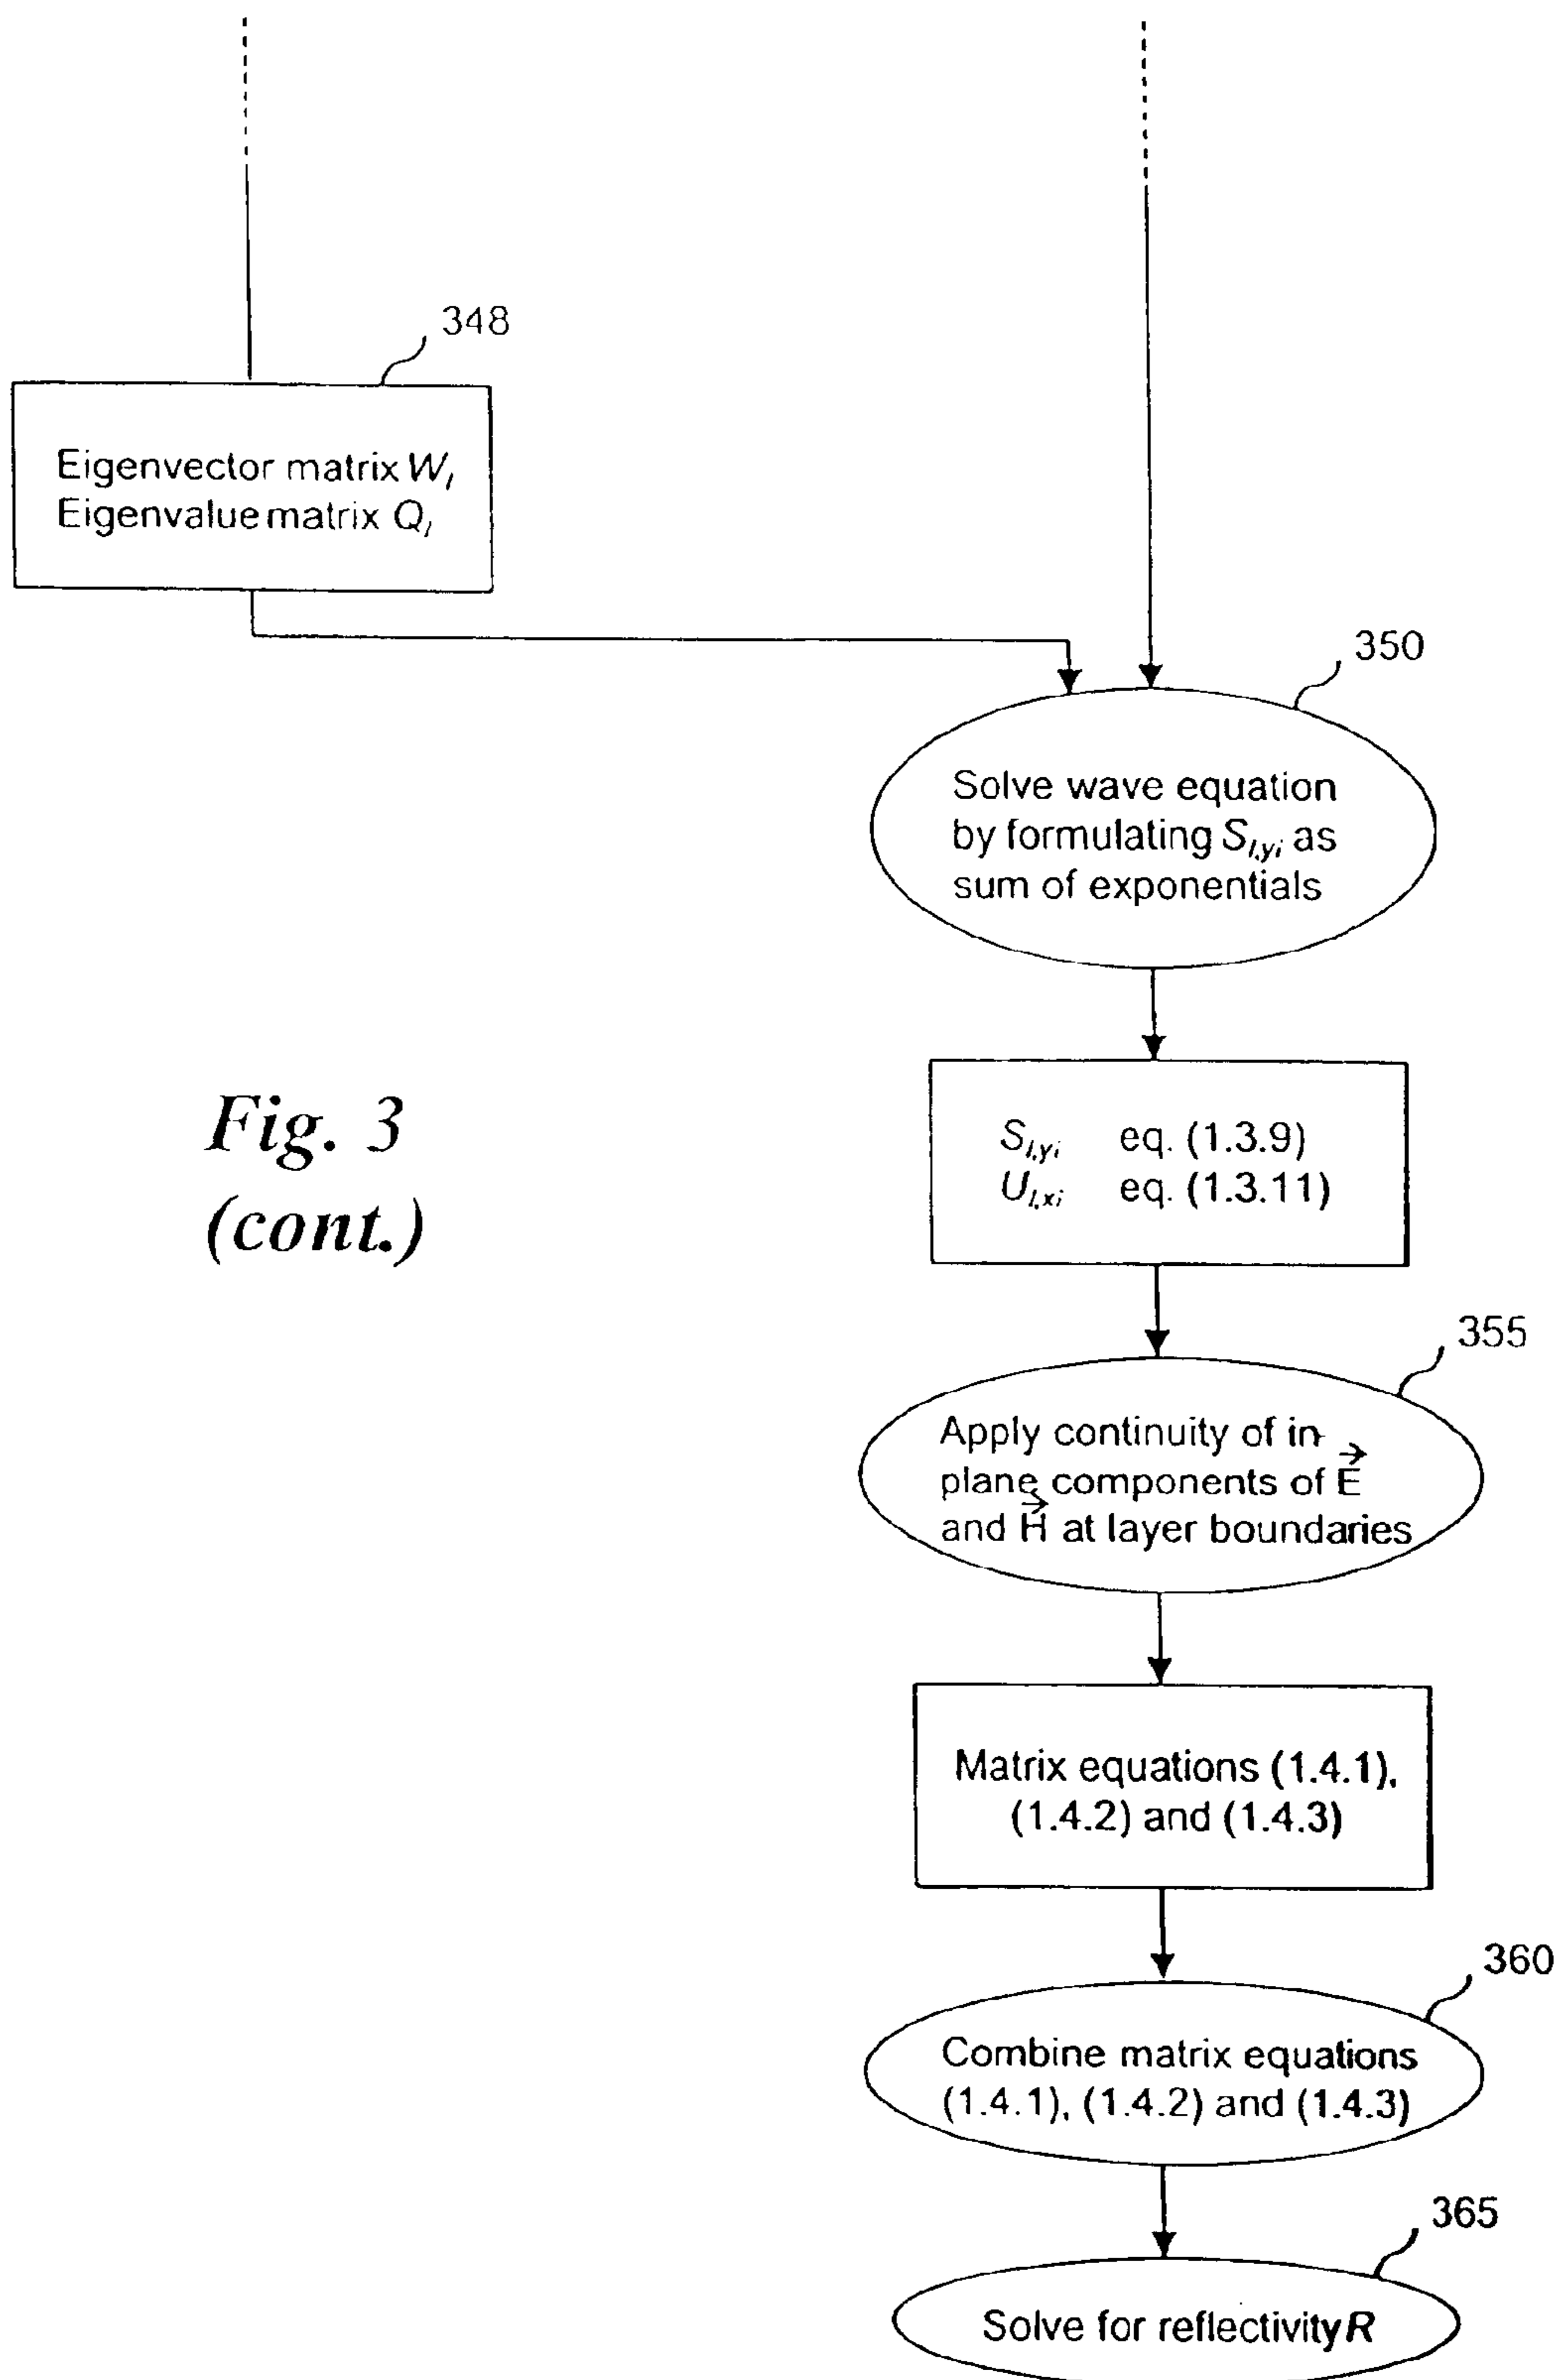 348
Eigenvector matrix W_l
Eigenvalue matrix Q_l
350
Solve wave equation
by formulating S_l,yi as
sum of exponentials
Fig. 3
(cont.)
S_l,yi eq. (1.3.9)
U_l,xi eq. (1.3.11)
355
Apply continuity of in-
plane components of E⃗
and H⃗ at layer boundaries
Matrix equations (1.4.1),
(1.4.2) and (1.4.3)
360
Combine matrix equations
(1.4.1), (1.4.2) and (1.4.3)
365
Solve for reflectivity R